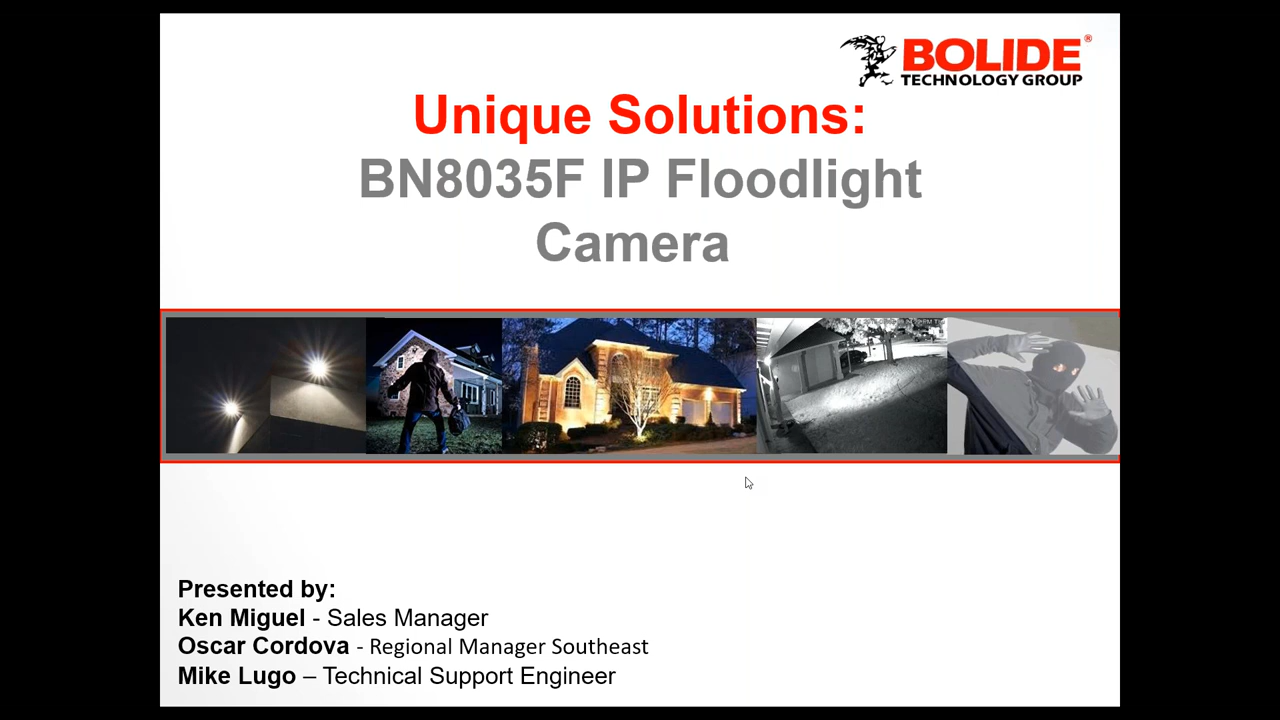 BOLIDE®
TECHNOLOGY GROUP
Unique Solutions:
BN8035F IP Floodlight
Camera
Presented by:
Ken Miguel - Sales Manager
Oscar Cordova - Regional Manager Southeast
Mike Lugo – Technical Support Engineer